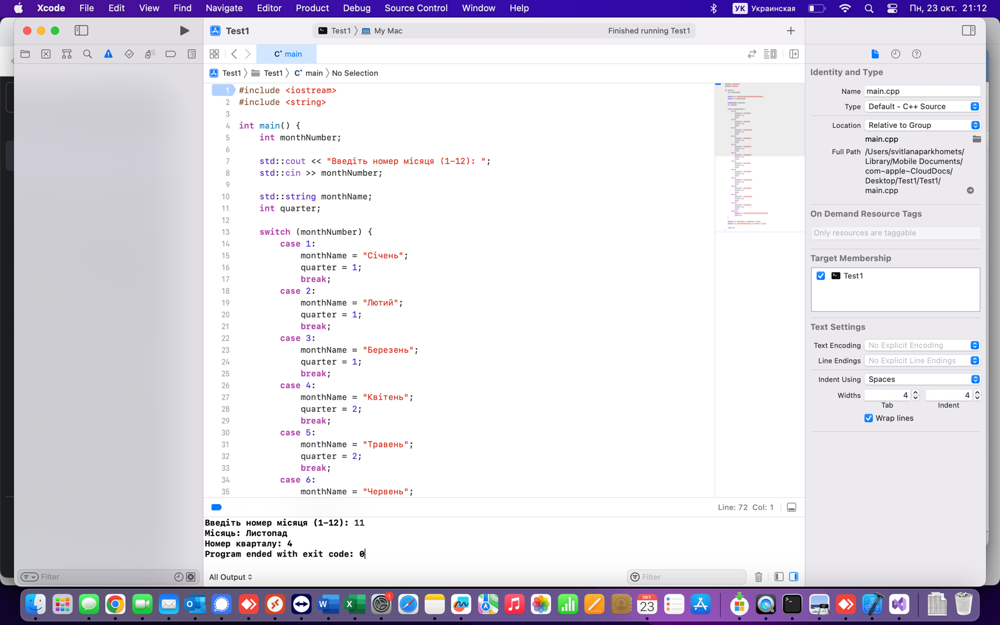 Xcode File Edit View Find Navigate Editor Product Debug Source Control Window Help УК Украинская Пн, 23 окт. 21:12
Test1 Test1 My Mac Finished running Test1
C+ main
Test1 Test1 C+ main No Selection
1 #include <iostream>
2 #include <string>
3
4 int main() {
5 int monthNumber;
6
7 std::cout << "Введіть номер місяця (1-12): ";
8 std::cin >> monthNumber;
9
10 std::string monthName;
11 int quarter;
12
13 switch (monthNumber) {
14 case 1:
15 monthName = "Січень";
16 quarter = 1;
17 break;
18 case 2:
19 monthName = "Лютий";
20 quarter = 1;
21 break;
22 case 3:
23 monthName = "Березень";
24 quarter = 1;
25 break;
26 case 4:
27 monthName = "Квітень";
28 quarter = 2;
29 break;
30 case 5:
31 monthName = "Травень";
32 quarter = 2;
33 break;
34 case 6:
35 monthName = "Червень";
Line: 72 Col: 1
Введіть номер місяця (1-12): 11
Місяць: Листопад
Номер кварталу: 4
Program ended with exit code: 0
Filter
All Output
Filter
Identity and Type
Name main.cpp
Type Default - C++ Source
Location Relative to Group
main.cpp
Full Path /Users/svitlanaparkhomets/
Library/Mobile Documents/
com~apple~CloudDocs/
Desktop/Test1/Test1/
main.cpp
On Demand Resource Tags
Only resources are taggable
Target Membership
Test1
Text Settings
Text Encoding No Explicit Encoding
Line Endings No Explicit Line Endings
Indent Using Spaces
Widths 4 4
Tab Indent
Wrap lines
1
ОКТ.
23